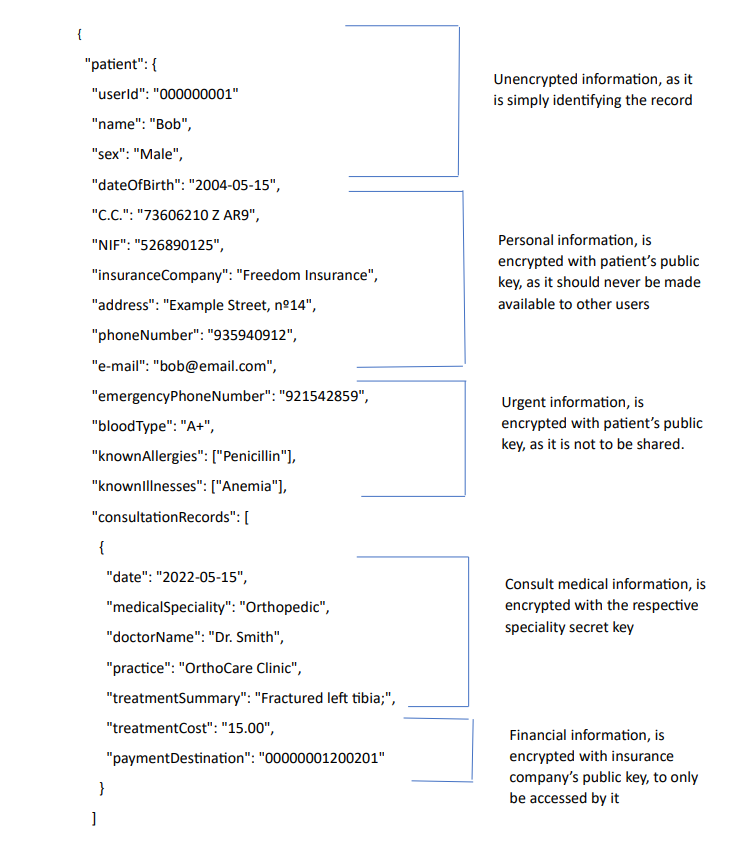 {
"patient": {
"userId": "000000001"
"name": "Bob",
"sex": "Male",
"dateOfBirth": "2004-05-15",
"C.C.": "73606210 Z AR9",
"NIF": "526890125",
"insuranceCompany": "Freedom Insurance",
"address": "Example Street, nº14",
"phoneNumber": "935940912",
"e-mail": "bob@email.com",
"emergencyPhoneNumber": "921542859",
"bloodType": "A+",
"knownAllergies": ["Penicillin"],
"knownIllnesses": ["Anemia"],
"consultationRecords": [
{
"date": "2022-05-15",
"medicalSpeciality": "Orthopedic",
"doctorName": "Dr. Smith",
"practice": "OrthoCare Clinic",
"treatmentSummary": "Fractured left tibia;",
"treatmentCost": "15.00",
"paymentDestination": "00000001200201"
}
]
Unencrypted information, as it
is simply identifying the record
Personal information, is
encrypted with patient's public
key, as it should never be made
available to other users
Urgent information, is
encrypted with patient's public
key, as it is not to be shared.
Consult medical information, is
encrypted with the respective
speciality secret key
Financial information, is
encrypted with insurance
company's public key, to only
be accessed by it